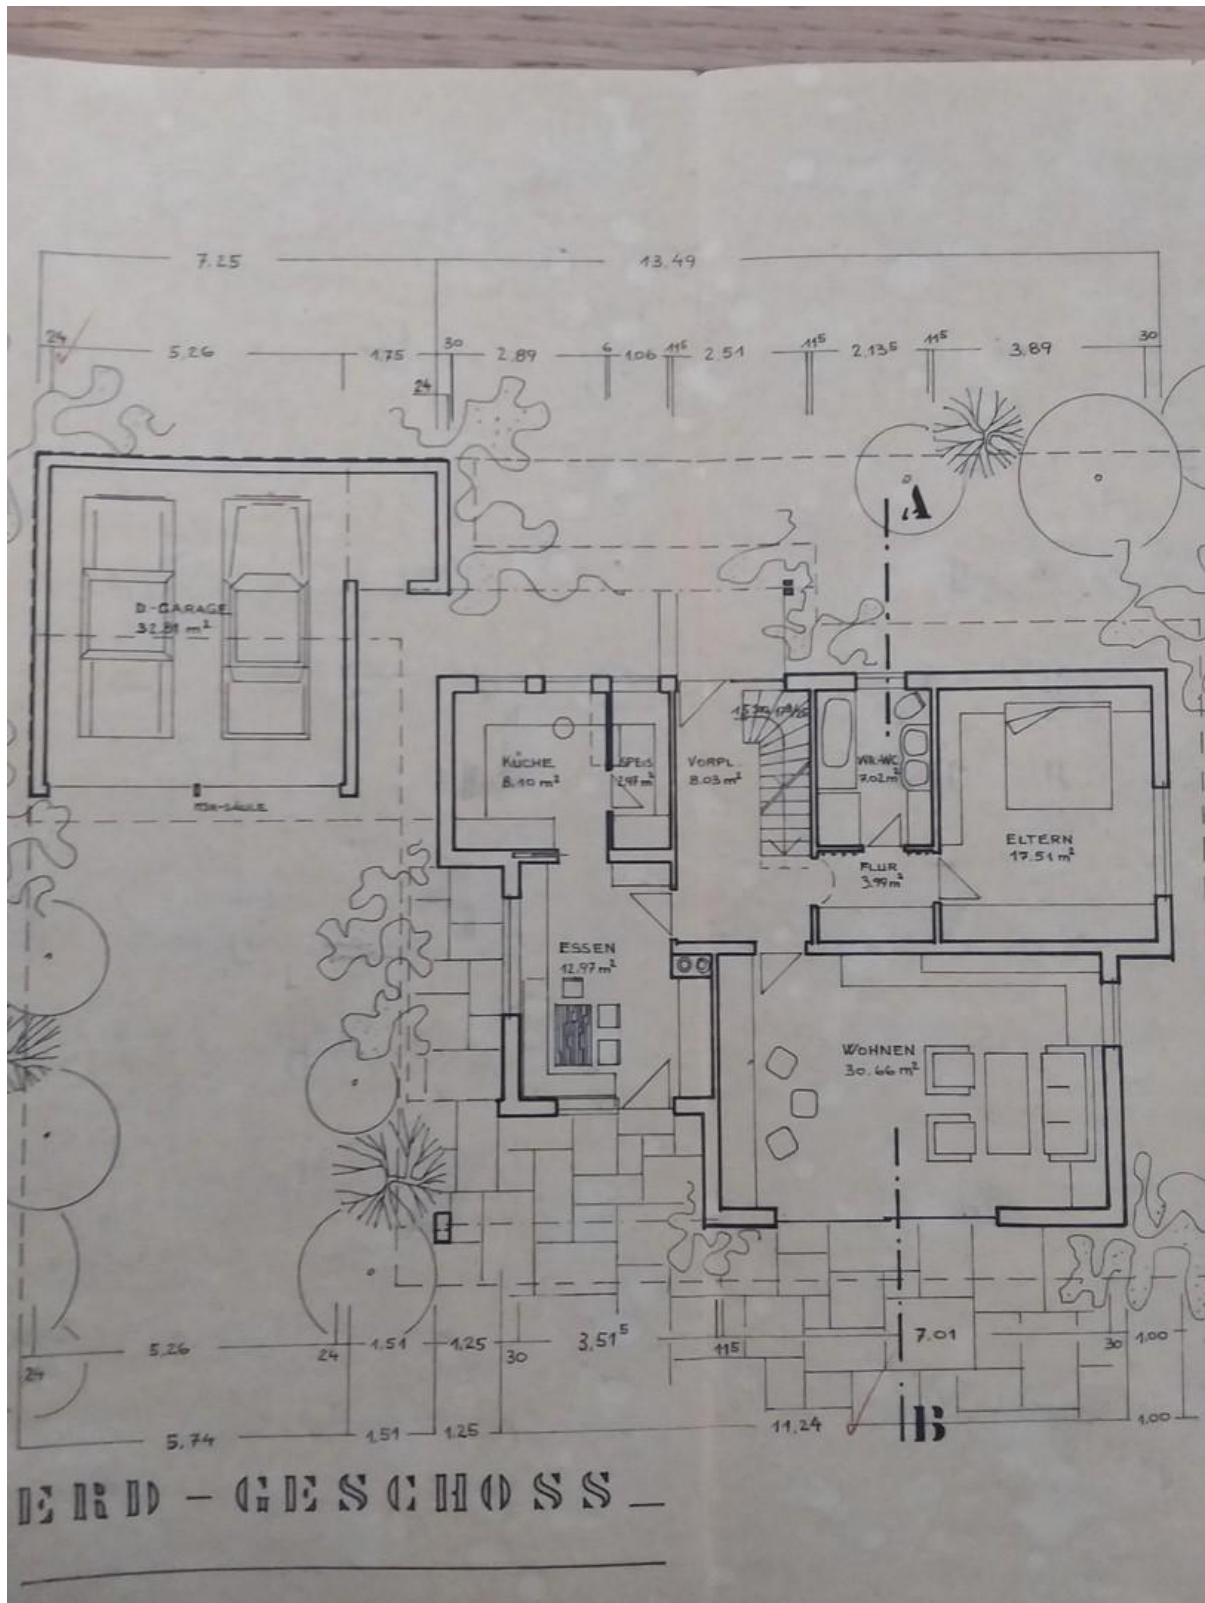 7.25
13.49
24
5,26
1,75
30
2,89
6
1,06
11⁵
2,51
11⁵
2,13⁵
11⁵
3,89
30
24
A
D-GARAGE
32.81 m²
KÜCHE
8.10 m²
SPEIS
2,97 m²
VORPL.
8.03 m²
WR.-WC
7.02 m²
ELTERN
17.51 m²
FLUR
3.99 m²
ESSEN
12.97 m²
WOHNEN
30.66 m²
24
5,26
24
1,51
1,25
30
3,51⁵
11⁵
7.01
30
1,00
5,74
1,51
1,25
11,24
1,00
B
ERD-GESCHOSS